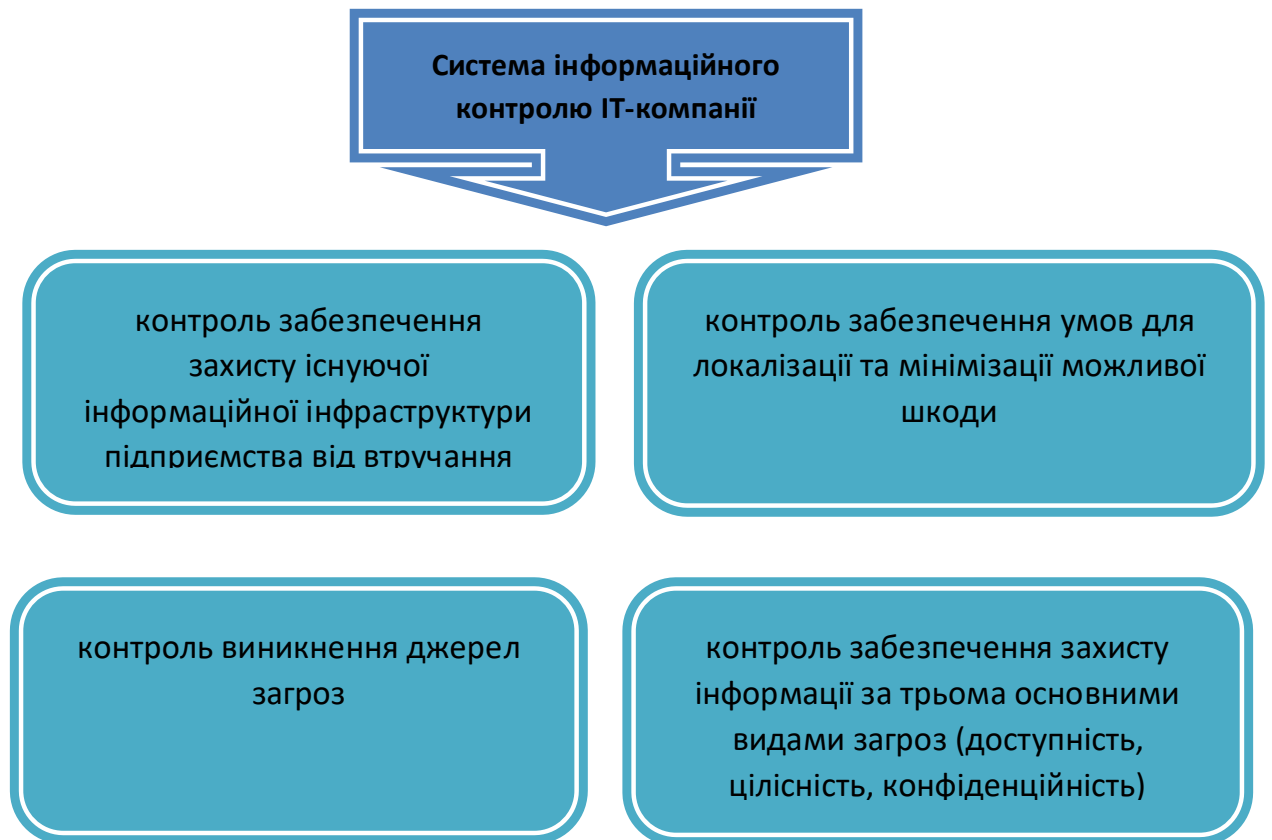 Система інформаційного
контролю ІТ-компанії
контроль забезпечення
захисту існуючої
інформаційної інфраструктури
підприємства від втручання
контроль забезпечення умов для
локалізації та мінімізації можливої
шкоди
контроль виникнення джерел
загроз
контроль забезпечення захисту
інформації за трьома основними
видами загроз (доступність,
цілісність, конфіденційність)